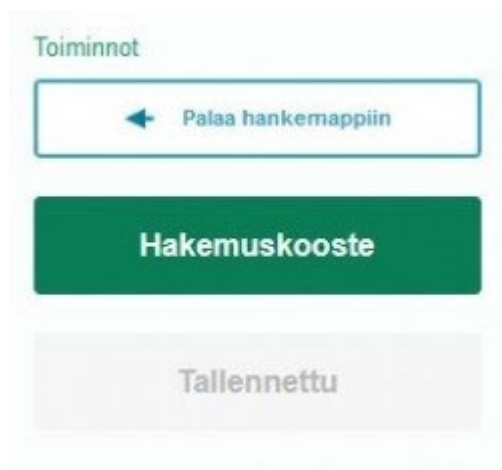 Toiminnot
Palaa hankemappiin
Hakemuskooste
Tallennettu